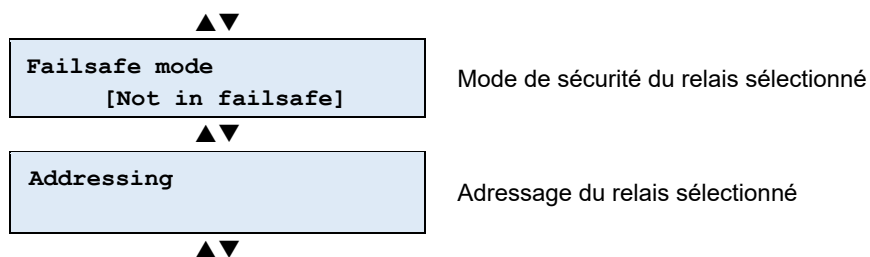 ▲▼
Failsafe mode
[Not in failsafe]
Mode de sécurité du relais sélectionné
▲▼
Addressing
Adressage du relais sélectionné
▲▼